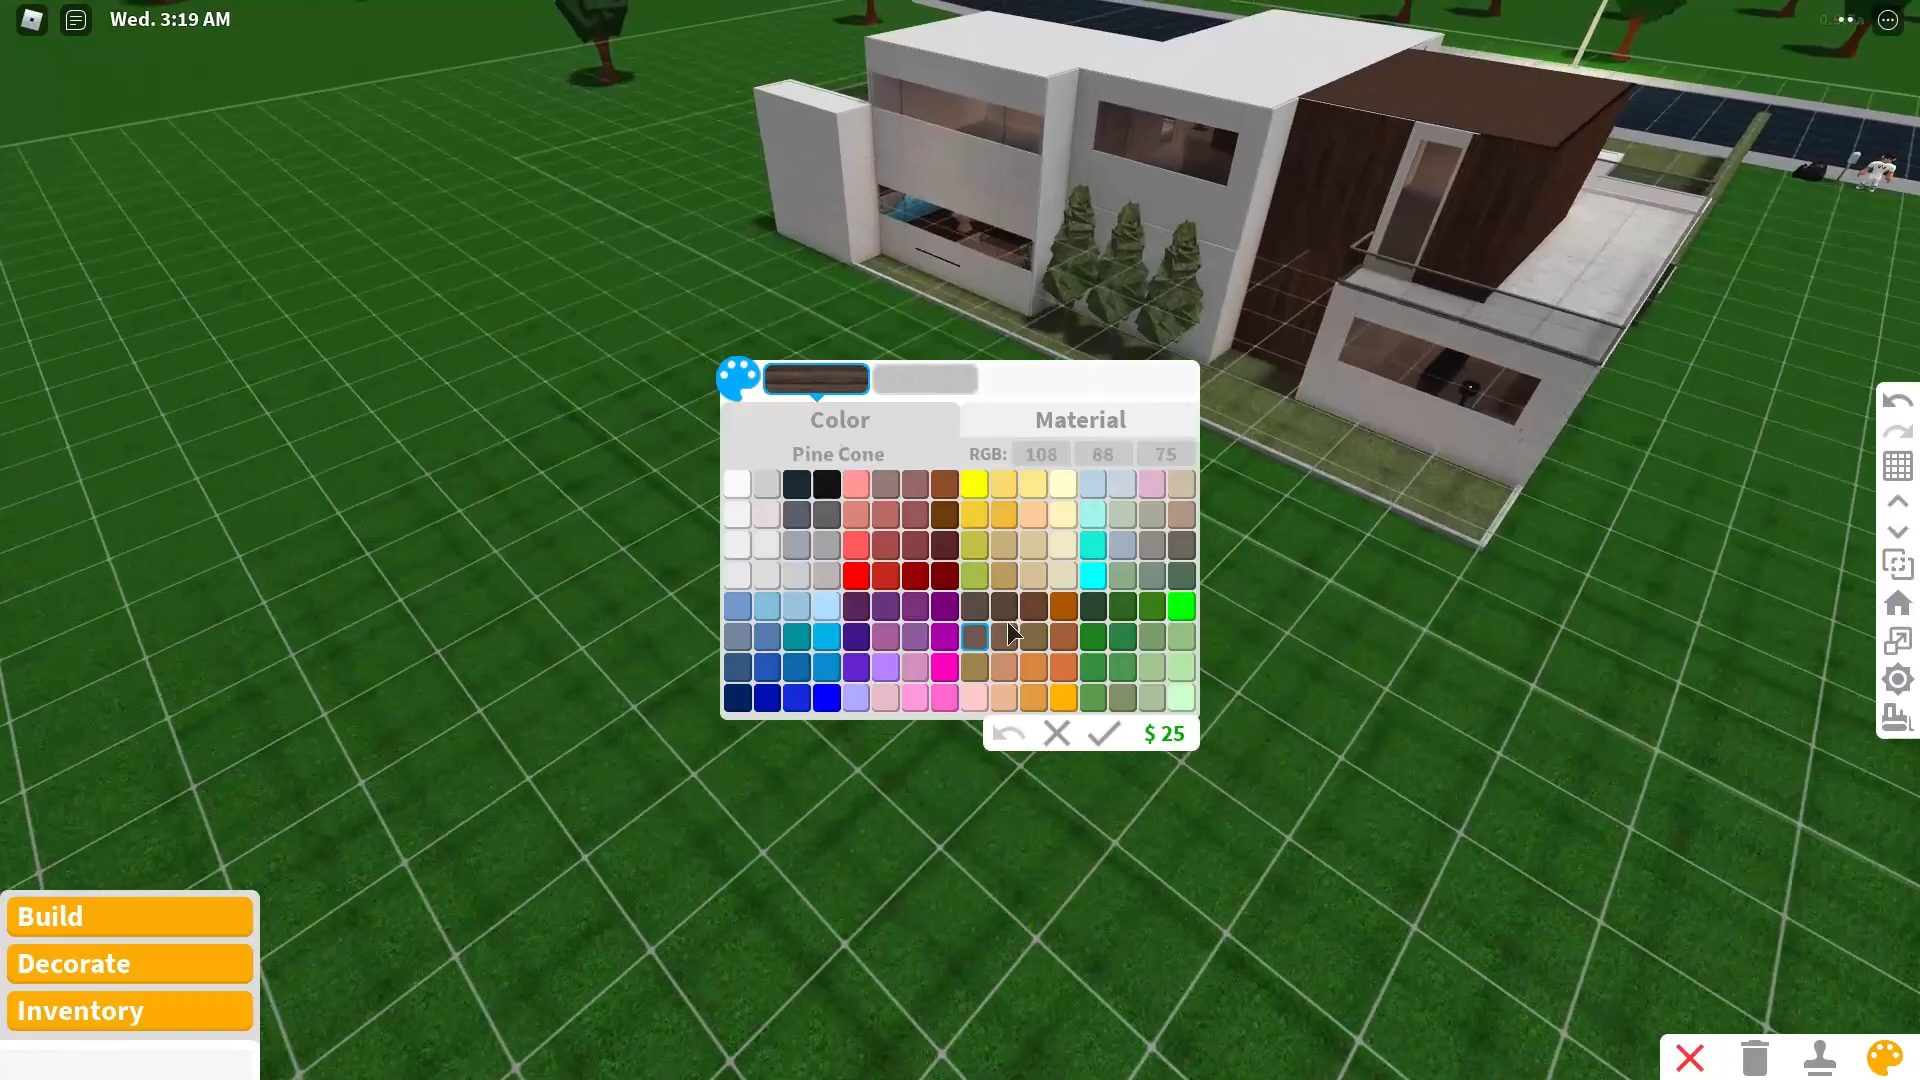 Wed. 3:19 AM
Color
Material
Pine Cone
RGB: 108 88 75
$ 25
Build
Decorate
Inventory